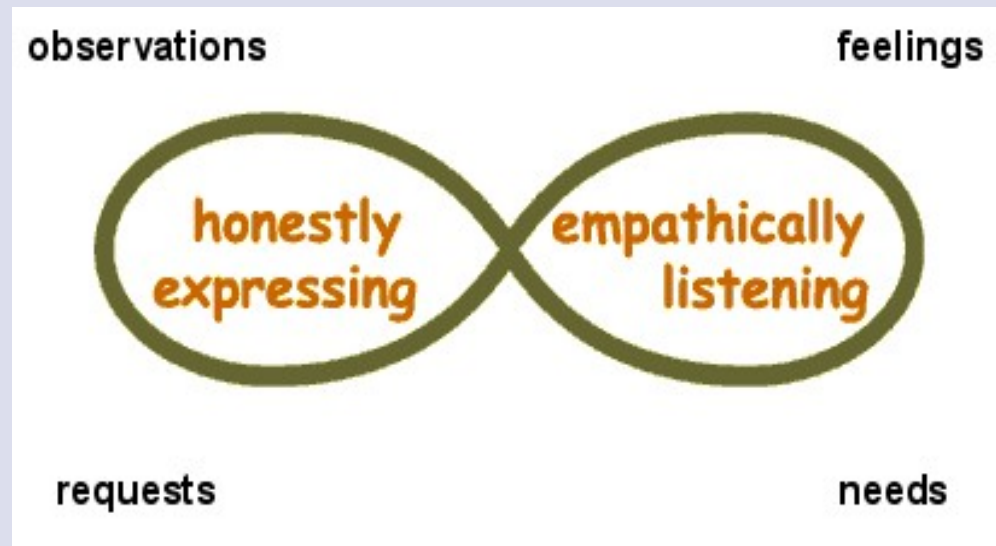 observations
feelings
honestly
expressing
empathically
listening
requests
needs